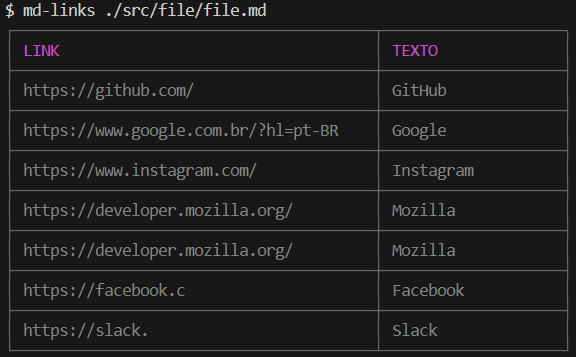 $ md-links ./src/file/file.md
LINK TEXTO
https://github.com/ GitHub
https://www.google.com.br/?hl=pt-BR Google
https://www.instagram.com/ Instagram
https://developer.mozilla.org/ Mozilla
https://developer.mozilla.org/ Mozilla
https://facebook.c Facebook
https://slack. Slack